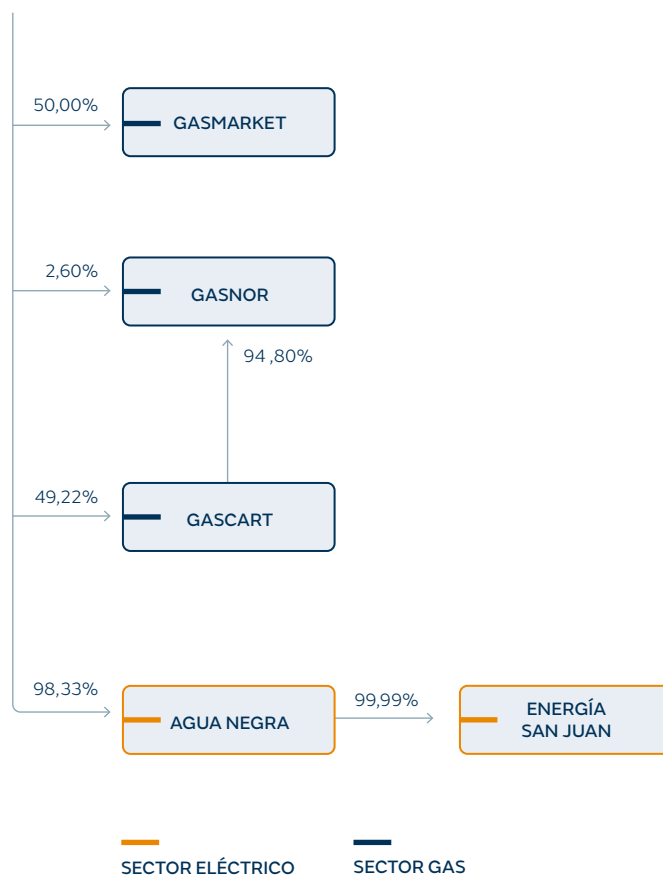 50,00%
GASMARKET
2,60%
GASNOR
94 ,80%
49,22%
GASCART
98,33%
AGUA NEGRA
99,99%
ENERGÍA
SAN JUAN
SECTOR ELÉCTRICO
SECTOR GAS